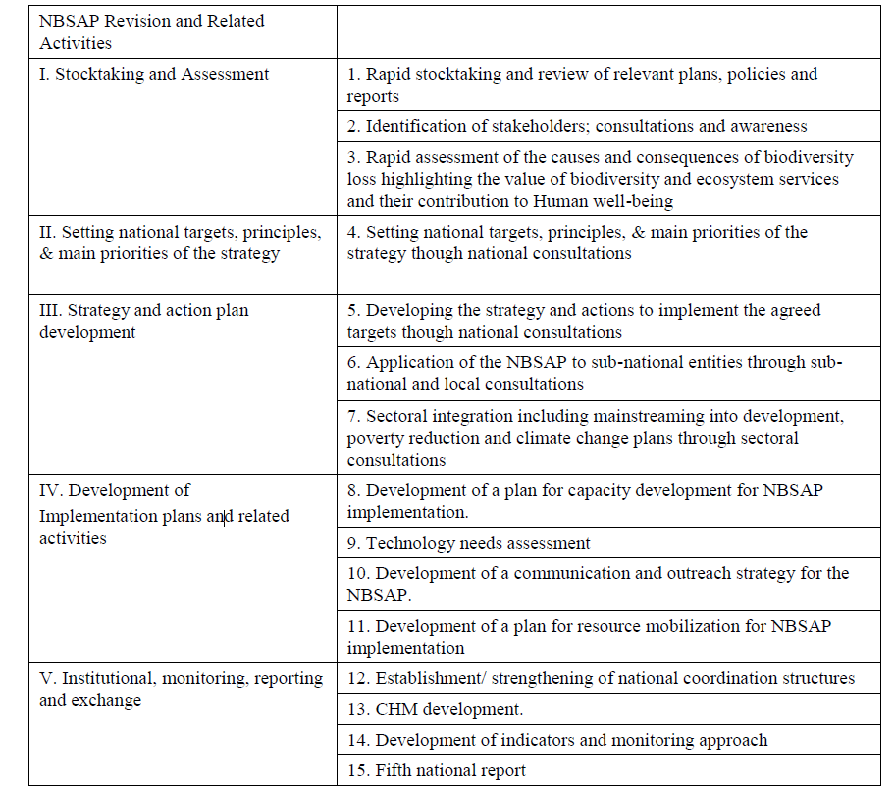 NBSAP Revision and Related
Activities
I. Stocktaking and Assessment
1. Rapid stocktaking and review of relevant plans, policies and
reports
2. Identification of stakeholders; consultations and awareness
3. Rapid assessment of the causes and consequences of biodiversity
loss highlighting the value of biodiversity and ecosystem services
and their contribution to Human well-being
II. Setting national targets, principles,
& main priorities of the strategy
4. Setting national targets, principles, & main priorities of the
strategy though national consultations
III. Strategy and action plan
development
5. Developing the strategy and actions to implement the agreed
targets though national consultations
6. Application of the NBSAP to sub-national entities through sub-
national and local consultations
7. Sectoral integration including mainstreaming into development,
poverty reduction and climate change plans through sectoral
consultations
IV. Development of
Implementation plans and related
activities
8. Development of a plan for capacity development for NBSAP
implementation.
9. Technology needs assessment
10. Development of a communication and outreach strategy for the
NBSAP.
11. Development of a plan for resource mobilization for NBSAP
implementation
V. Institutional, monitoring, reporting
and exchange
12. Establishment/ strengthening of national coordination structures
13. CHM development.
14. Development of indicators and monitoring approach
15. Fifth national report